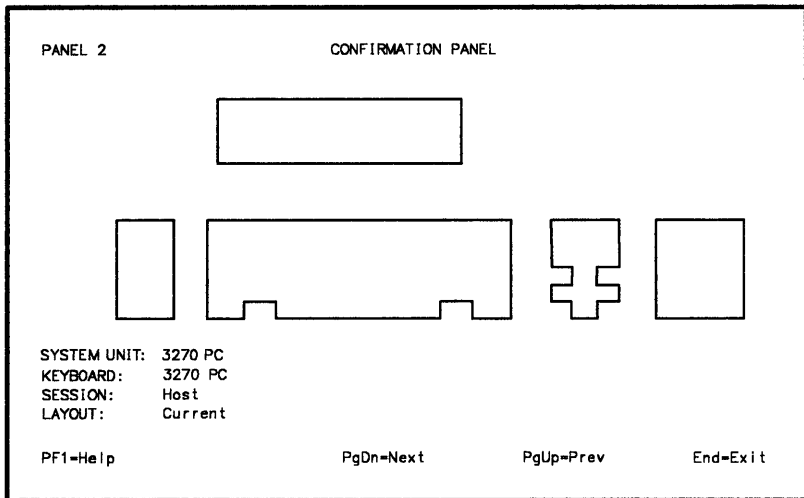 PANEL 2 CONFIRMATION PANEL
SYSTEM UNIT: 3270 PC
KEYBOARD: 3270 PC
SESSION: Host
LAYOUT: Current
PF1=Help PgDn=Next PgUp=Prev End=Exit